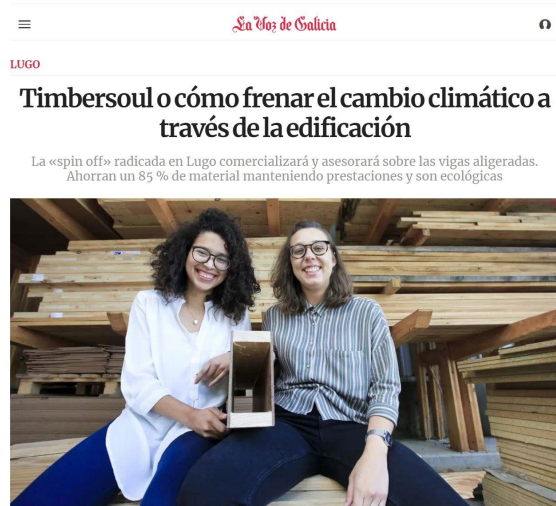 La Voz de Galicia
LUGO
Timbersoul o cómo frenar el cambio climático a
través de la edificación
La «spin off» radicada en Lugo comercializará y asesorará sobre las vigas aligeradas.
Ahorran un 85 % de material manteniendo prestaciones y son ecológicas